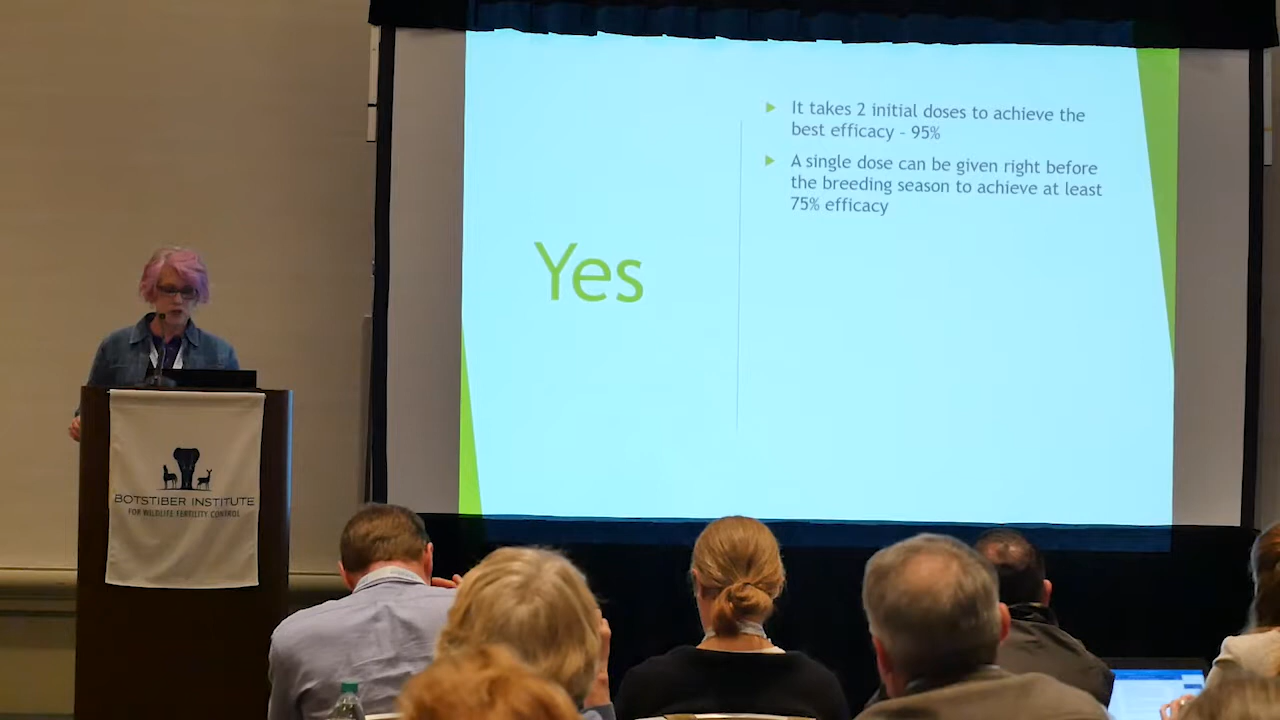 It takes 2 initial doses to achieve the
best efficacy – 95%
A single dose can be given right before
the breeding season to achieve at least
75% efficacy
Yes
BOTSTIBER INSTITUTE
FOR WILDLIFE FERTILITY CONTROL